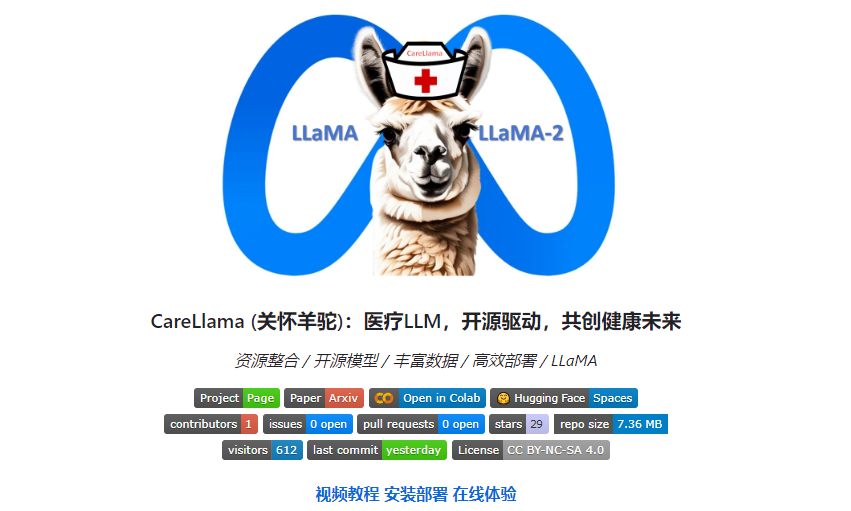 CareLlama
LLaMA LLaMA-2
CareLlama (关怀羊驼)：医疗LLM，开源驱动，共创健康未来
资源整合 / 开源模型 / 丰富数据 / 高效部署 / LLaMA
Project Page Paper Arxiv Open in Colab Hugging Face Spaces
contributors 1 issues 0 open pull requests 0 open stars 29 repo size 7.36 MB
visitors 612 last commit yesterday License CC BY-NC-SA 4.0
视频教程 安装部署 在线体验